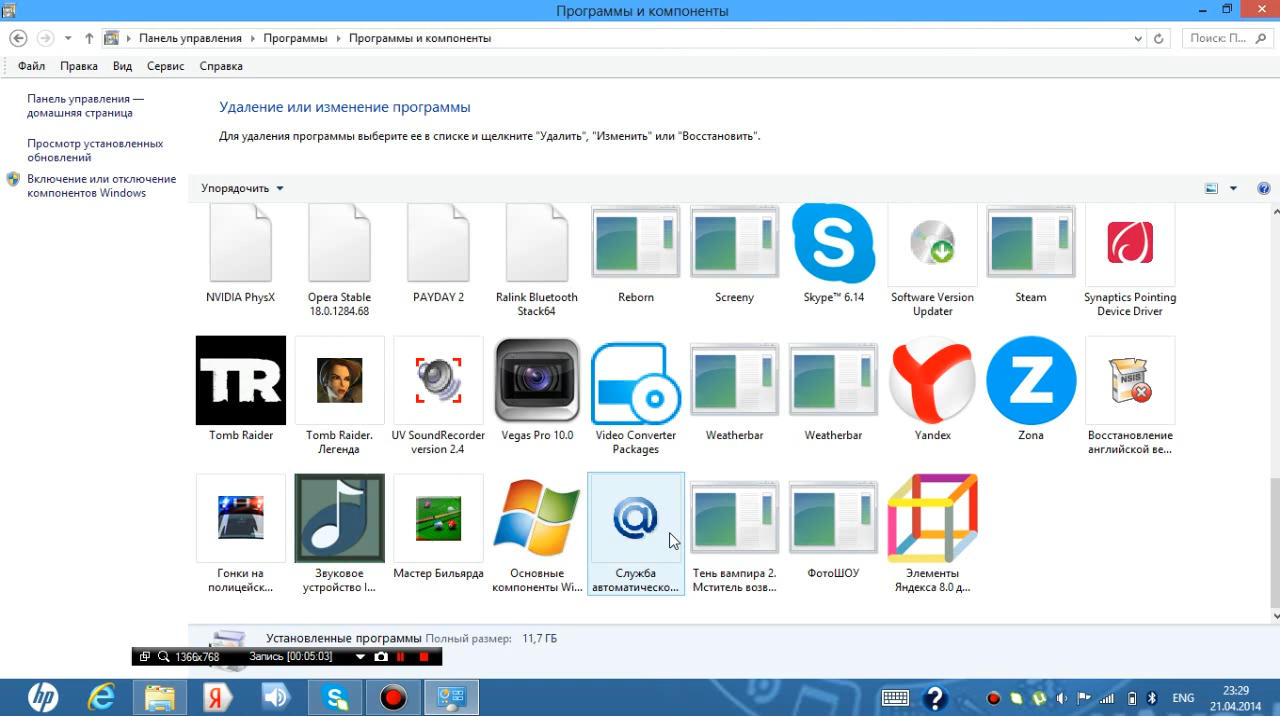 Программы и компоненты
Панель управления
Программы
Программы и компоненты
Поиск: П...
Файл
Правка
Вид
Сервис
Справка
Панель управления —
домашняя страница
Просмотр установленных
обновлений
Включение или отключение
компонентов Windows
Удаление или изменение программы
Для удаления программы выберите ее в списке и щелкните "Удалить", "Изменить" или "Восстановить".
Упорядочить
NVIDIA PhysX
Opera Stable
18.0.1284.68
PAYDAY 2
Ralink Bluetooth
Stack64
Reborn
Screeny
Skype™ 6.14
Software Version
Updater
Steam
Synaptics Pointing
Device Driver
TR
NSIS
Tomb Raider
Tomb Raider.
Легенда
UV SoundRecorder
version 2.4
Vegas Pro 10.0
Video Converter
Packages
Weatherbar
Weatherbar
Yandex
Zona
Восстановление
английской ве...
Гонки на
полицейск...
Звуковое
устройство I...
Мастер Бильярда
Основные
компоненты Wi...
Служба
автоматическо...
Тень вампира 2.
Мститель возв...
ФотоШОУ
Элементы
Яндекса 8.0 д...
Установленные программы Полный размер: 11,7 ГБ
1366x768
Запись [00:05:03]
hp
ENG
23:29
21.04.2014